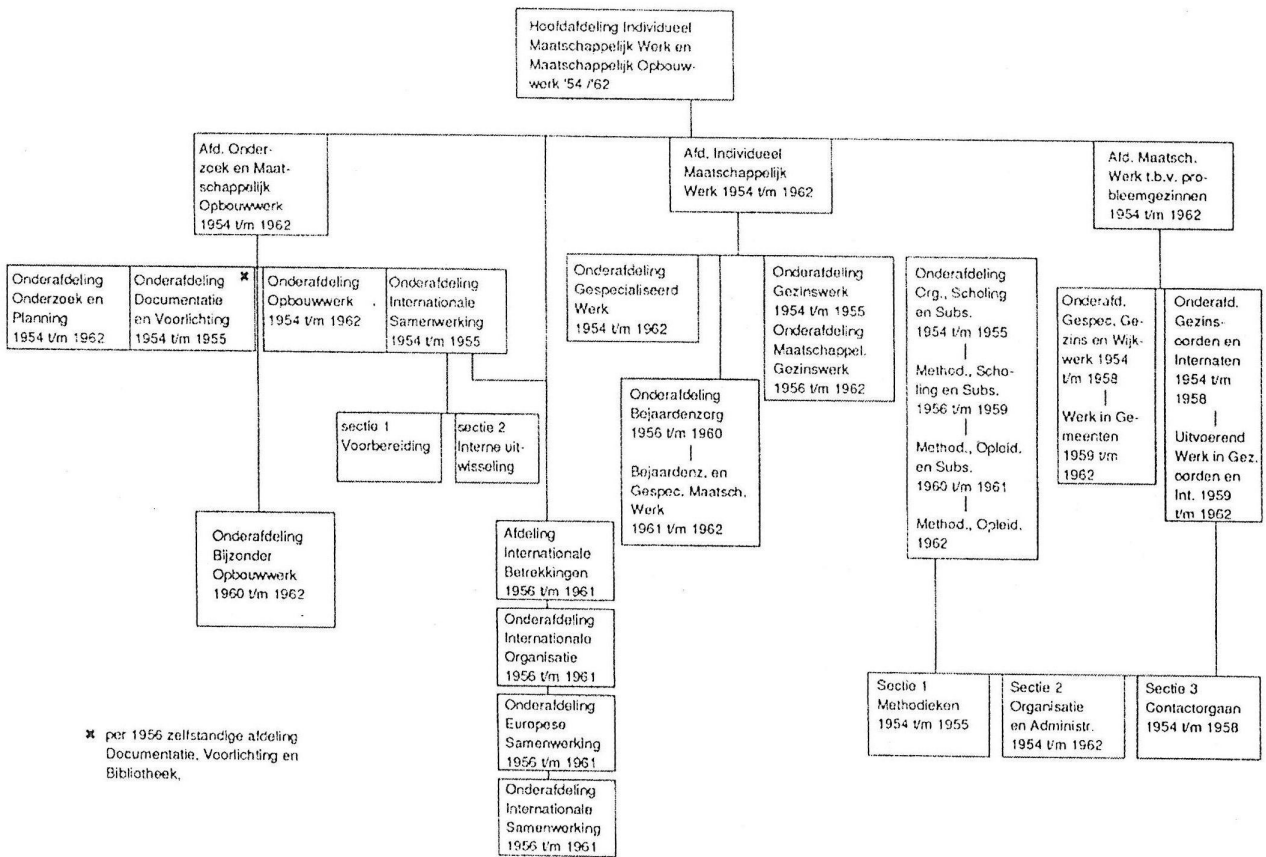 Hoofdafdeling Individueel
Maatschappelijk Werk en
Maatschappelijk Opbouw-
werk '54 /'62
Afd. Onder-
zoek en Maat-
schappelijk
Opbouwwerk
1954 t/m 1962
Afd. Individueel
Maatschappelijk
Werk 1954 t/m 1962
Afd. Maatsch.
Werk t.b.v. pro-
bleemgezinnen
1954 t/m 1962
Onderafdeling
Onderzoek en
Planning
1954 t/m 1962
Onderafdeling ✖
Documentatie
en Voorlichting
1954 t/m 1955
Onderafdeling
Opbouwwerk
1954 t/m 1962
Onderafdeling
Internationale
Samenwerking
1954 t/m 1955
Onderafdeling
Gespecialiseerd
Werk
1954 t/m 1962
Onderafdeling
Gezinswerk
1954 t/m 1955
Onderafdeling
Maatschappel.
Gezinswerk
1956 t/m 1962
Onderafdeling
Org., Scholing
en Subs.
1954 t/m 1955
Method., Scho-
ling en Subs.
1956 t/m 1959
Method., Opleid.
en Subs.
1960 t/m 1961
Method., Opleid.
1962
Onderafd.
Gespec. Ge-
zins en Wijk-
werk 1954
t/m 1958
Werk in Ge-
meenten
1959 t/m
1962
Onderafd.
Gezins-
oorden en
Internaten
1954 t/m
1958
Uitvoerend
Werk in Gez.
oorden en
Int. 1959
t/m 1962
Onderafdeling
Bejaardenzorg
1956 t/m 1960
Bejaardenz. en
Gespec. Maatsch.
Werk
1961 t/m 1962
sectie 1
Voorbereiding
sectie 2
Interne uit-
wisseling
Onderafdeling
Bijzonder
Opbouwwerk
1960 t/m 1962
Afdeling
Internationale
Betrekkingen
1956 t/m 1961
Onderafdeling
Internationale
Organisatie
1956 t/m 1961
Onderafdeling
Europese
Samenwerking
1956 t/m 1961
Onderafdeling
Internationale
Samenwerking
1956 t/m 1961
Sectie 1
Methodieken
1954 t/m 1955
Sectie 2
Organisatie
en Administr.
1954 t/m 1962
Sectie 3
Contactorgaan
1954 t/m 1958
✖ per 1956 zelfstandige afdeling
Documentatie, Voorlichting en
Bibliotheek,